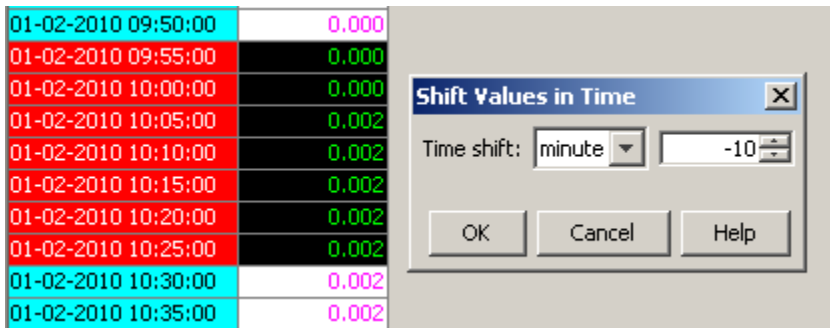 01-02-2010 09:50:00 0.000
01-02-2010 09:55:00 0.000
01-02-2010 10:00:00 0.000
01-02-2010 10:05:00 0.002
01-02-2010 10:10:00 0.002
01-02-2010 10:15:00 0.002
01-02-2010 10:20:00 0.002
01-02-2010 10:25:00 0.002
01-02-2010 10:30:00 0.002
01-02-2010 10:35:00 0.002
Shift Values in Time
Time shift: minute -10
OK Cancel Help